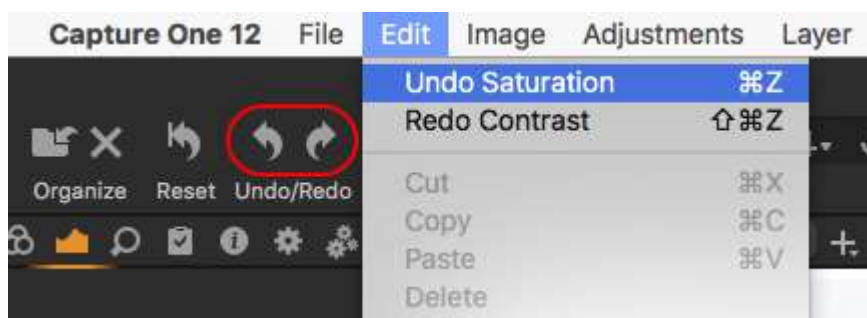 Capture One 12 File Edit Image Adjustments Layer
Undo Saturation ⌘Z
Redo Contrast ⇧⌘Z
Organize Reset Undo/Redo
Cut ⌘X
Copy ⌘C
Paste ⌘V
Delete